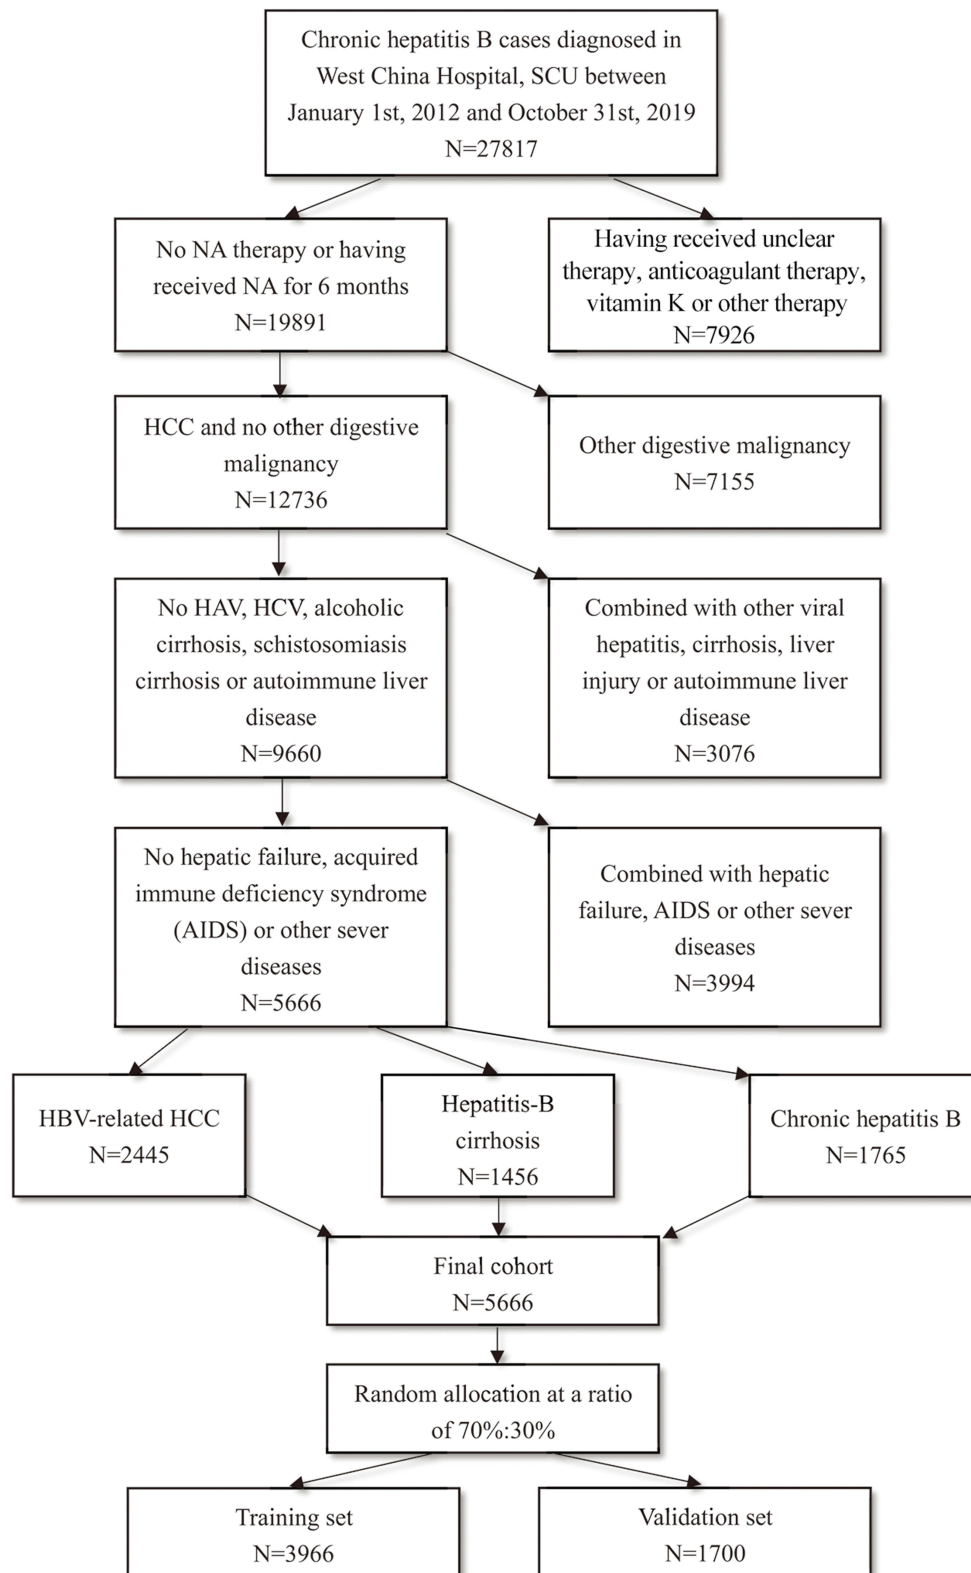 Chronic hepatitis B cases diagnosed in
West China Hospital, SCU between
January 1st, 2012 and October 31st, 2019
N=27817
No NA therapy or having
received NA for 6 months
N=19891
Having received unclear
therapy, anticoagulant therapy,
vitamin K or other therapy
N=7926
HCC and no other digestive
malignancy
N=12736
Other digestive malignancy
N=7155
No HAV, HCV, alcoholic
cirrhosis, schistosomiasis
cirrhosis or autoimmune liver
disease
N=9660
Combined with other viral
hepatitis, cirrhosis, liver
injury or autoimmune liver
disease
N=3076
No hepatic failure, acquired
immune deficiency syndrome
(AIDS) or other sever
diseases
N=5666
Combined with hepatic
failure, AIDS or other sever
diseases
N=3994
HBV-related HCC
N=2445
Hepatitis-B
cirrhosis
N=1456
Chronic hepatitis B
N=1765
Final cohort
N=5666
Random allocation at a ratio
of 70%:30%
Training set
N=3966
Validation set
N=1700